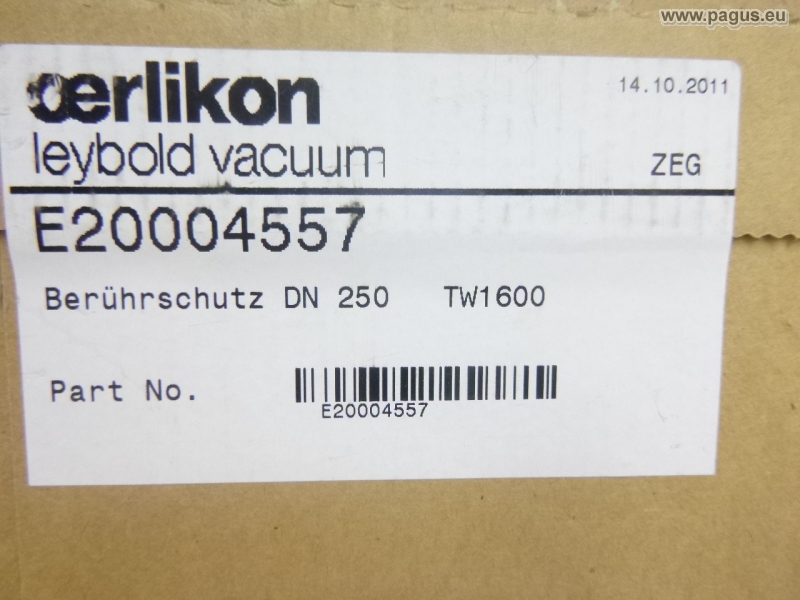 www.pagus.eu
oerlikon
14.10.2011
leybold vacuum
ZEG
E20004557
Berührschutz DN 250 TW1600
Part No.
E20004557